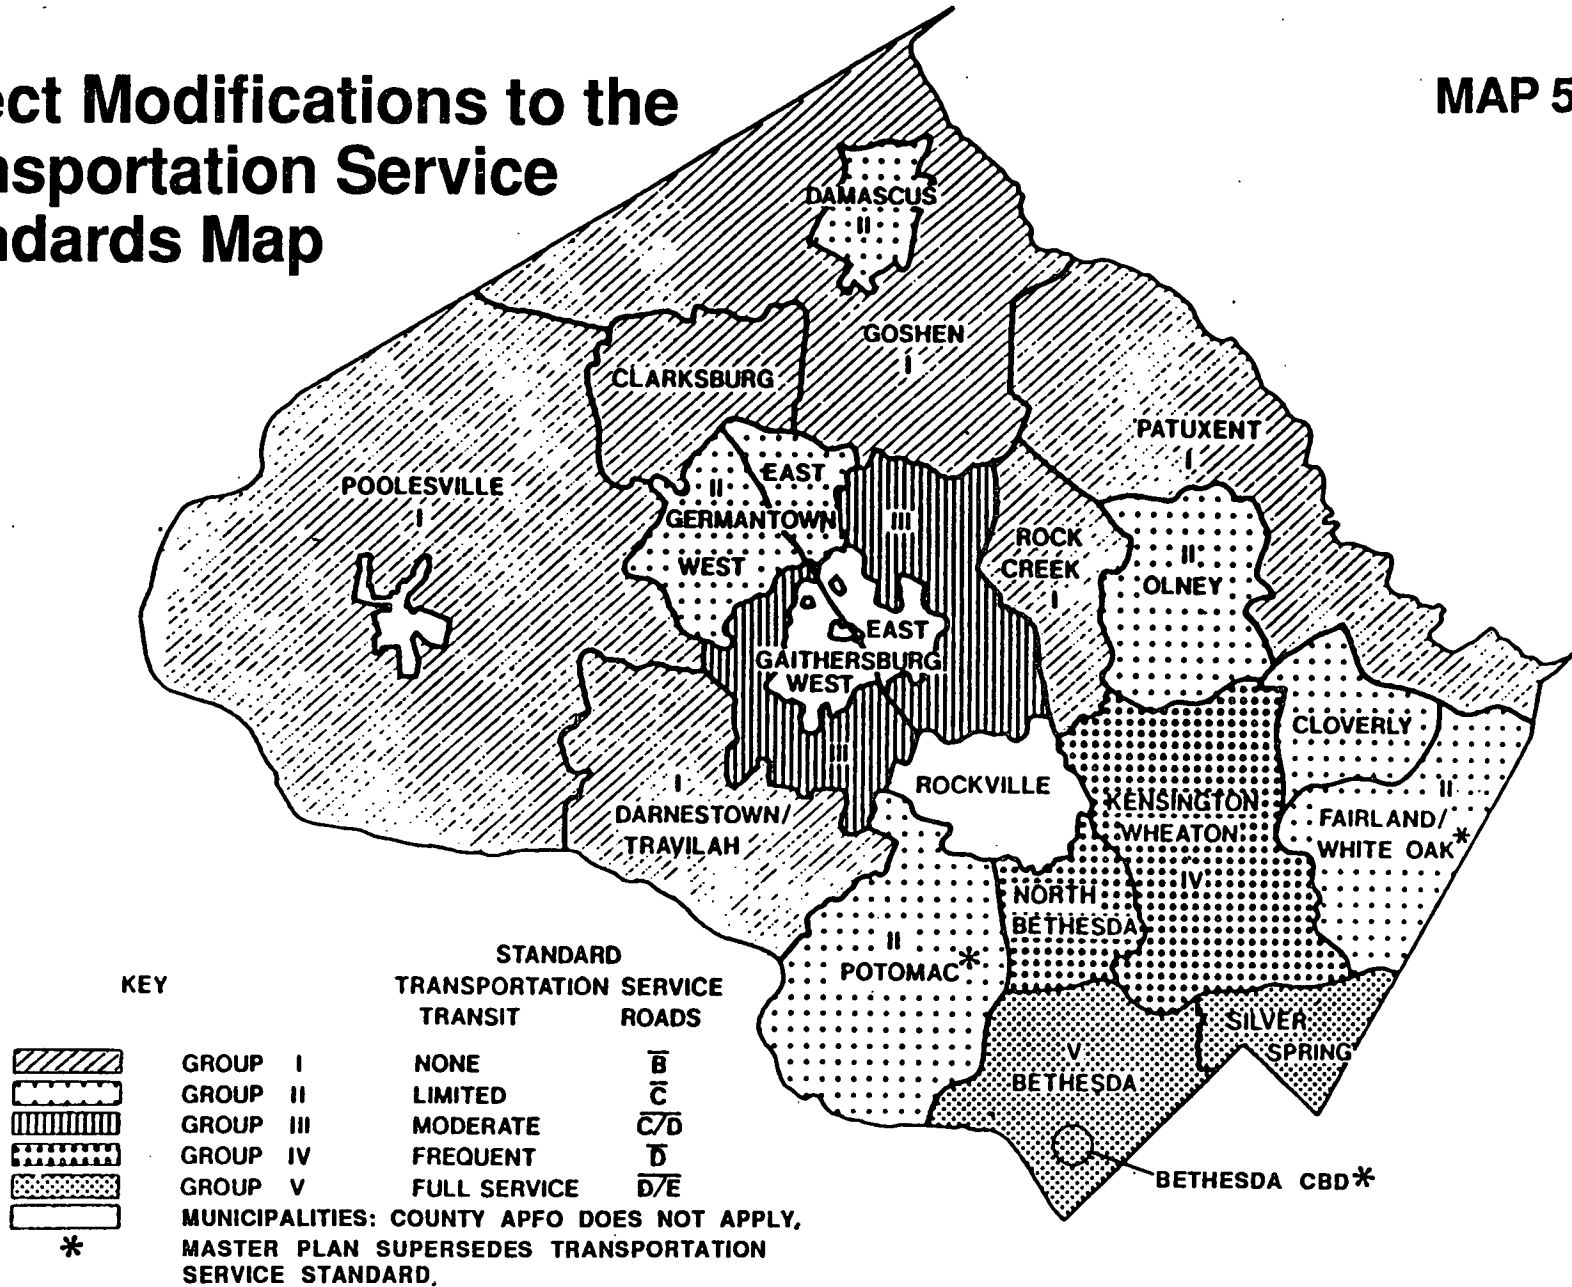 ect Modifications to the
nsportation Service
ndards Map
MAP 5
DAMASCUS
II
GOSHEN
I
CLARKSBURG
PATUXENT
I
POOLESVILLE
I
II
EAST
GERMANTOWN
WEST
III
ROCK
CREEK
I
II
OLNEY
EAST
GAITHERSBURG
WEST
III
CLOVERLY
I
DARNESTOWN/
TRAVILAH
ROCKVILLE
KENSINGTON
WHEATON
IV
II
FAIRLAND/
WHITE OAK*
NORTH
BETHESDA
II
POTOMAC*
SILVER
SPRING
V
BETHESDA
BETHESDA CBD*
KEY
STANDARD
TRANSPORTATION SERVICE
TRANSIT ROADS
GROUP I NONE B̅
GROUP II LIMITED C̅
GROUP III MODERATE C̅/̅D̅
GROUP IV FREQUENT D̅
GROUP V FULL SERVICE D̅/̅E̅
MUNICIPALITIES: COUNTY APFO DOES NOT APPLY.
* MASTER PLAN SUPERSEDES TRANSPORTATION
SERVICE STANDARD.